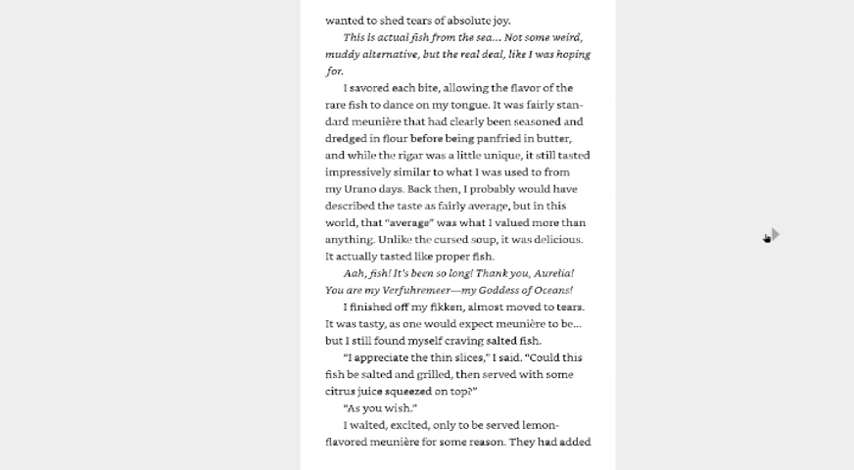 wanted to shed tears of absolute joy.
This is actual fish from the sea... Not some weird,
muddy alternative, but the real deal, like I was hoping
for.
I savored each bite, allowing the flavor of the
rare fish to dance on my tongue. It was fairly stan-
dard meunière that had clearly been seasoned and
dredged in flour before being panfried in butter,
and while the rigar was a little unique, it still tasted
impressively similar to what I was used to from
my Urano days. Back then, I probably would have
described the taste as fairly average, but in this
world, that “average” was what I valued more than
anything. Unlike the cursed soup, it was delicious.
It actually tasted like proper fish.
Aah, fish! It's been so long! Thank you, Aurelia!
You are my Verfuhremeer—my Goddess of Oceans!
I finished off my fikken, almost moved to tears.
It was tasty, as one would expect meunière to be...
but I still found myself craving salted fish.
“I appreciate the thin slices,” I said. “Could this
fish be salted and grilled, then served with some
citrus juice squeezed on top?”
“As you wish.”
I waited, excited, only to be served lemon-
flavored meunière for some reason. They had added